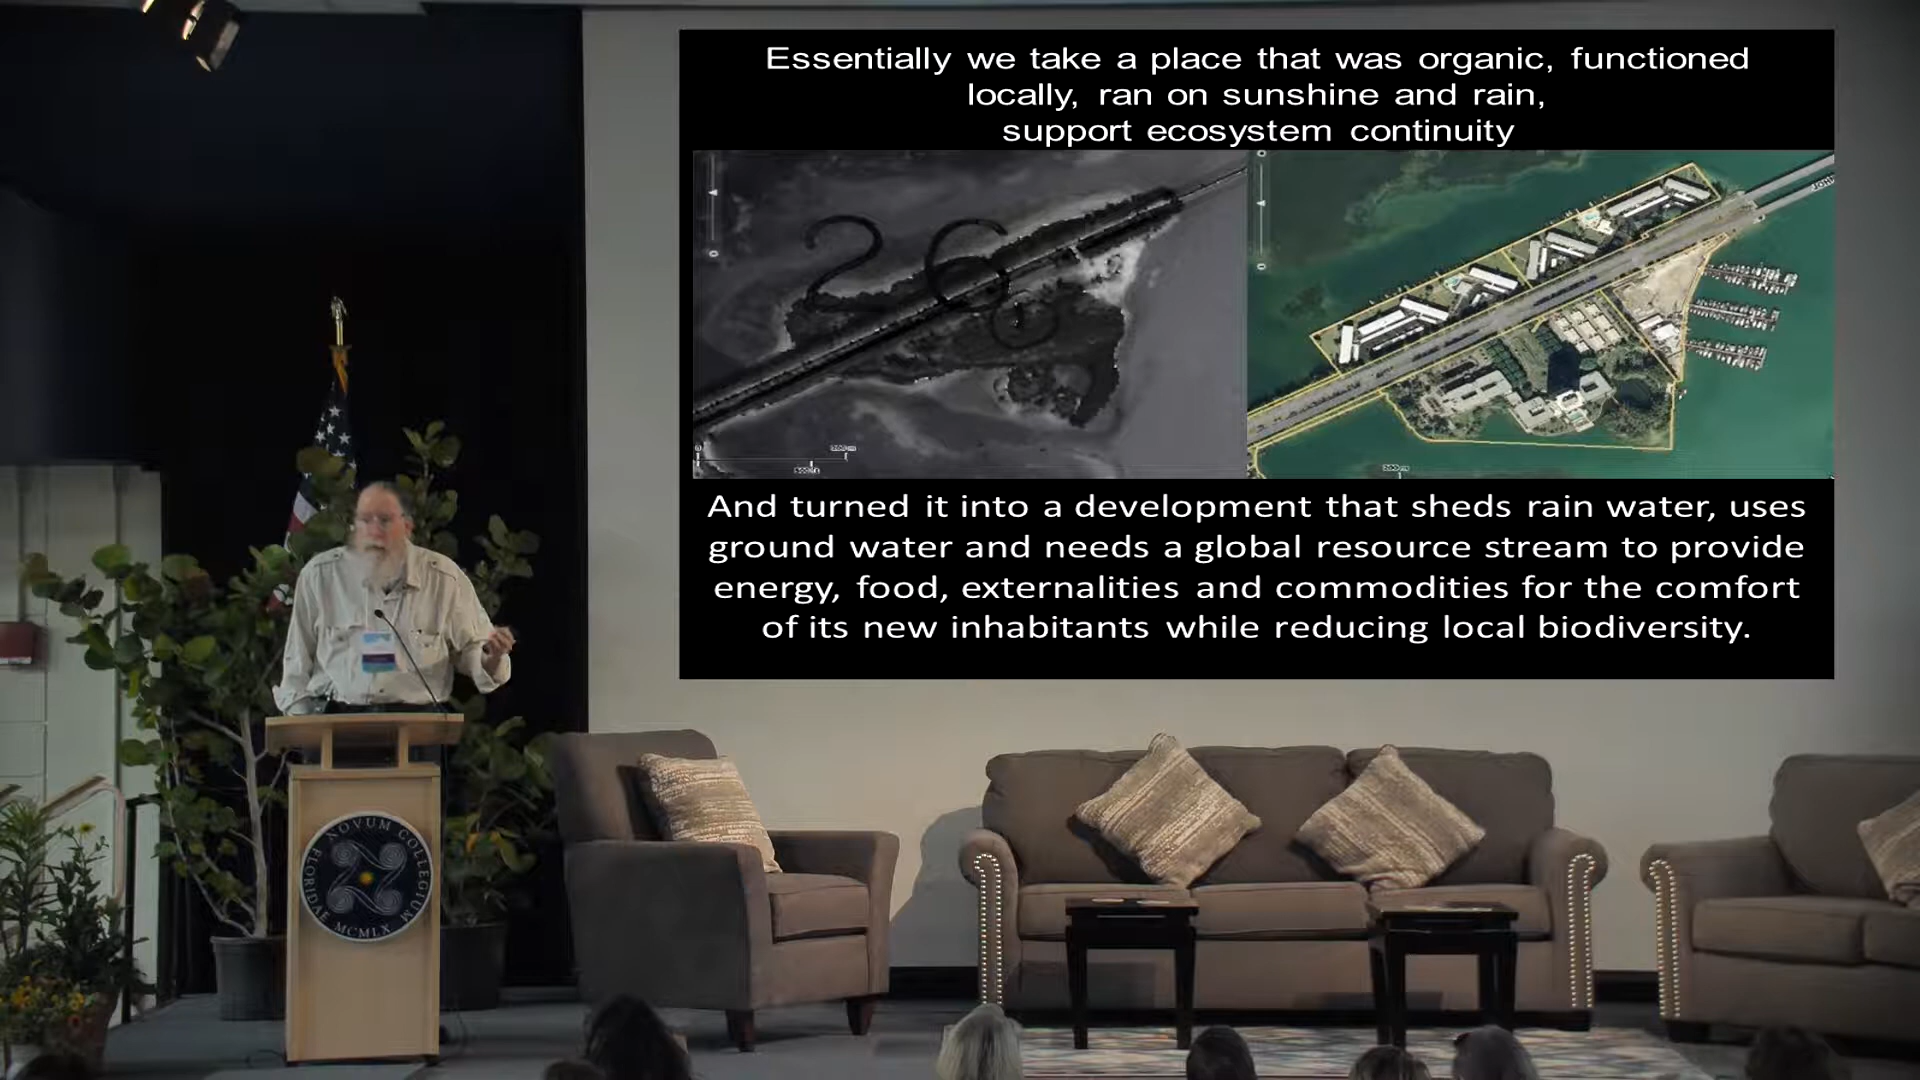 Essentially we take a place that was organic, functioned
locally, ran on sunshine and rain,
support ecosystem continuity
26
And turned it into a development that sheds rain water, uses
ground water and needs a global resource stream to provide
energy, food, externalities and commodities for the comfort
of its new inhabitants while reducing local biodiversity.
NOVUM COLLEGIUM FLORIDAE MCMLX